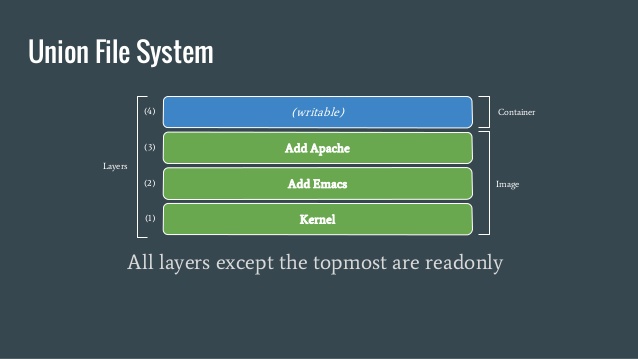 Union File System
(4)
(writable)
Container
(3)
Add Apache
Layers
(2)
Add Emacs
Image
(1)
Kernel
All layers except the topmost are readonly